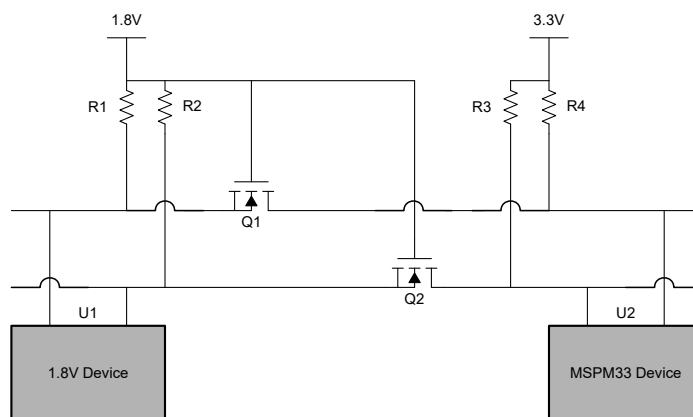 1.8V
3.3V
R1
R2
R3
R4
Q1
Q2
U1
U2
1.8V Device
MSPM33 Device